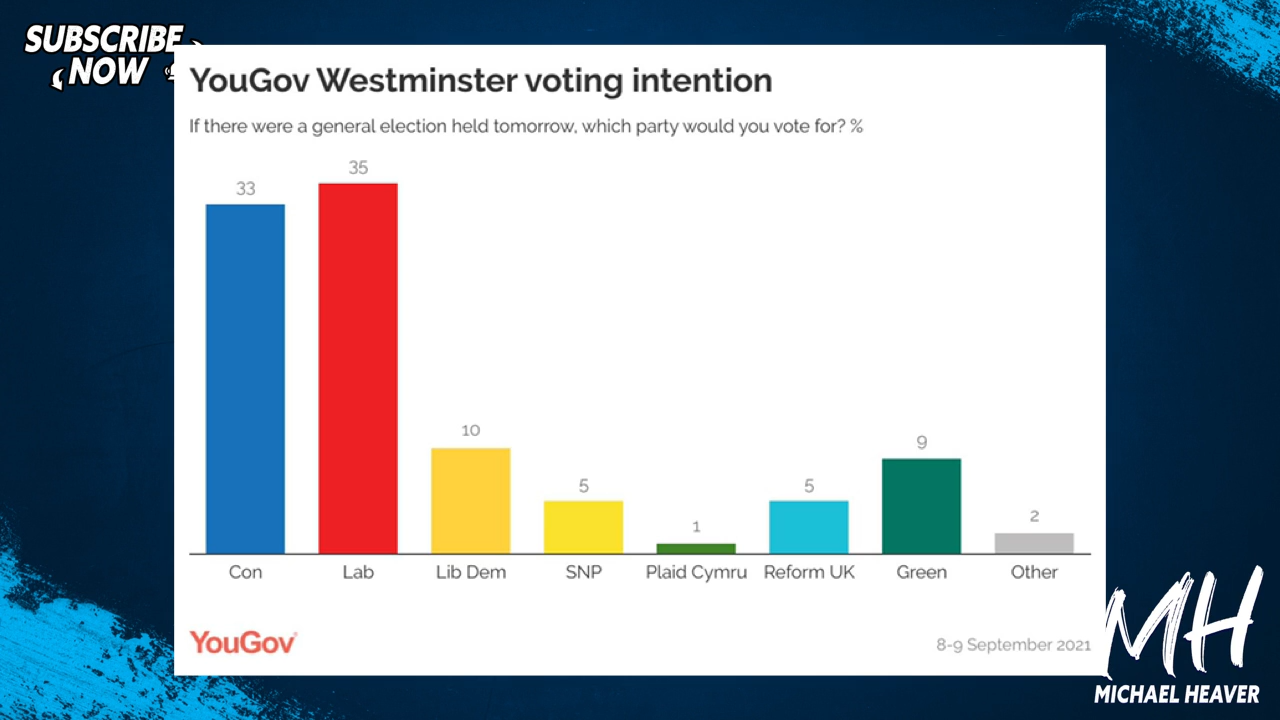 SUBSCRIBE
NOW
YouGov Westminster voting intention
If there were a general election held tomorrow, which party would you vote for? %
33
35
10
5
1
5
9
2
Con
Lab
Lib Dem
SNP
Plaid Cymru
Reform UK
Green
Other
YouGov
8-9 September 2021
MH
MICHAEL HEAVER